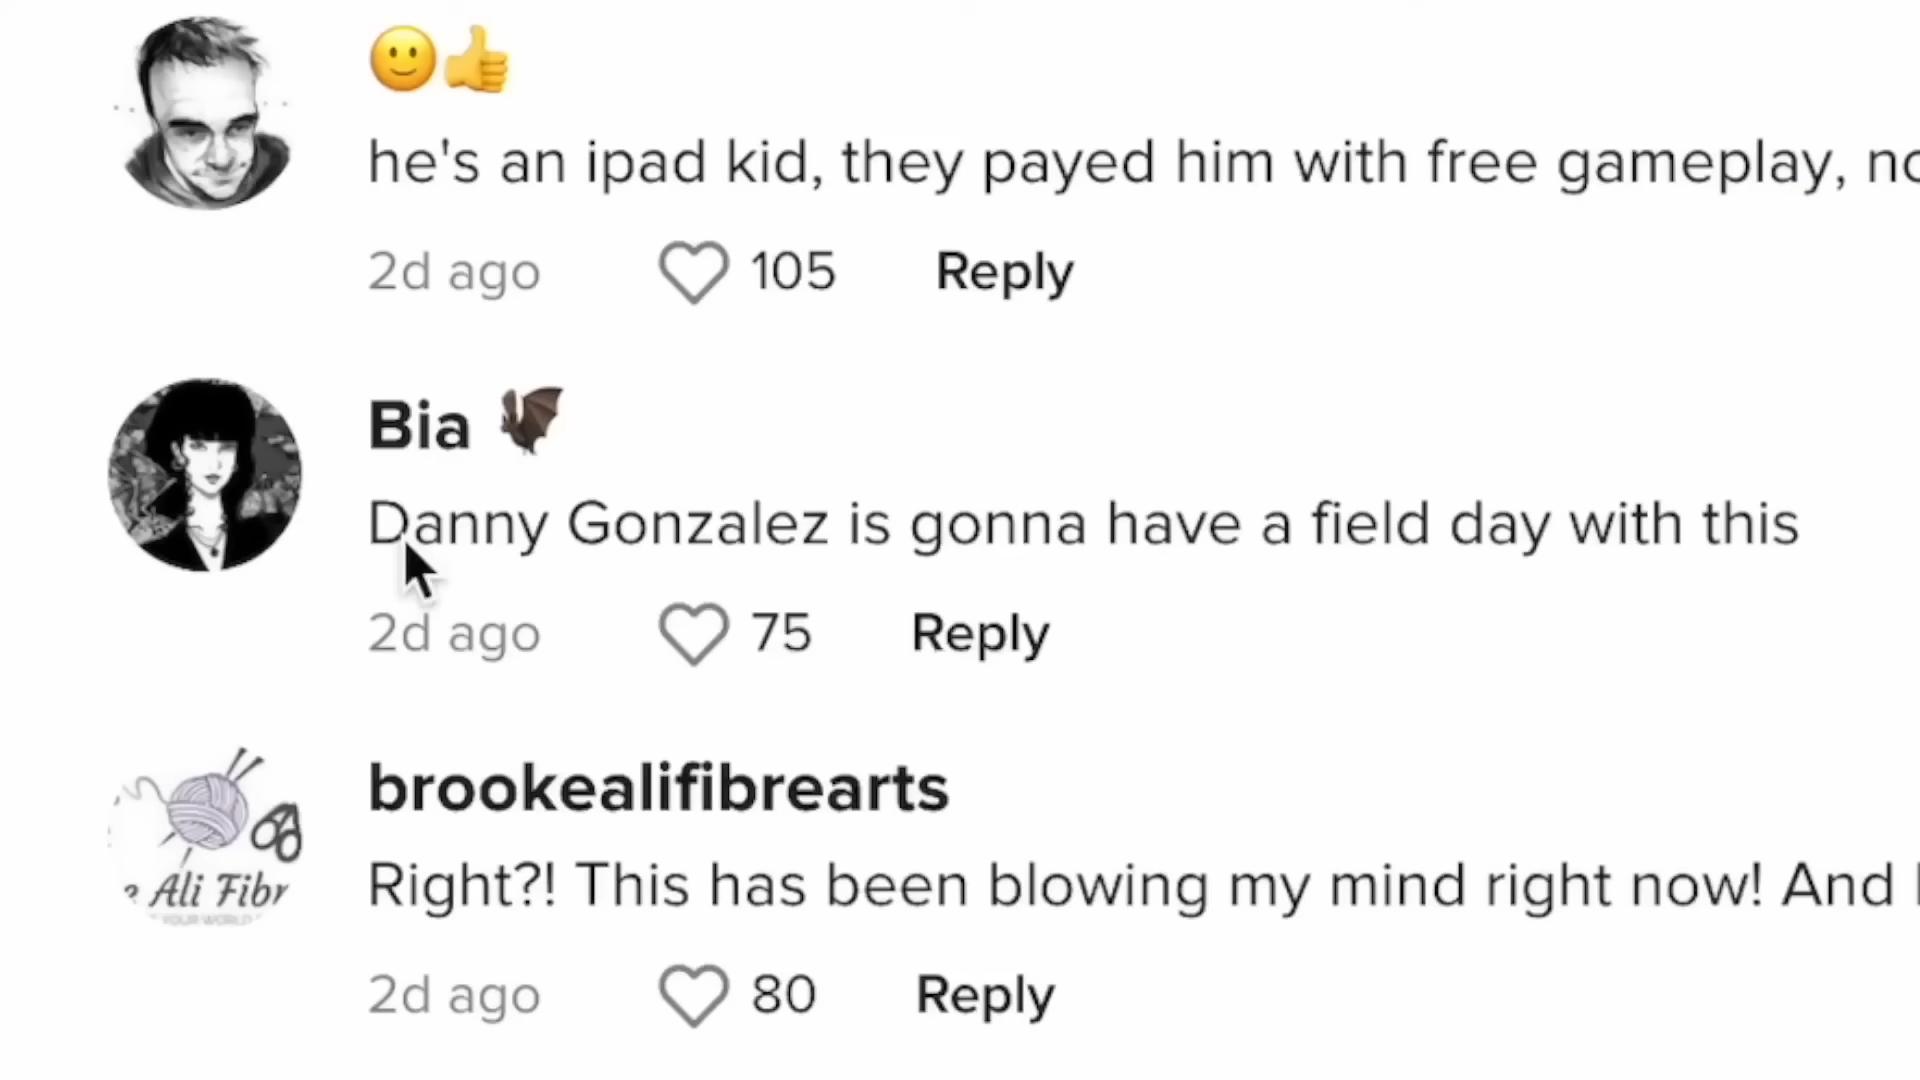 🙂👍
he's an ipad kid, they payed him with free gameplay,
2d ago 105 Reply
Bia 🦇
Danny Gonzalez is gonna have a field day with this
2d ago 75 Reply
brookealifibrearts
Right?! This has been blowing my mind right now! And
Ali Fibr
YOUR WORLD
2d ago 80 Reply